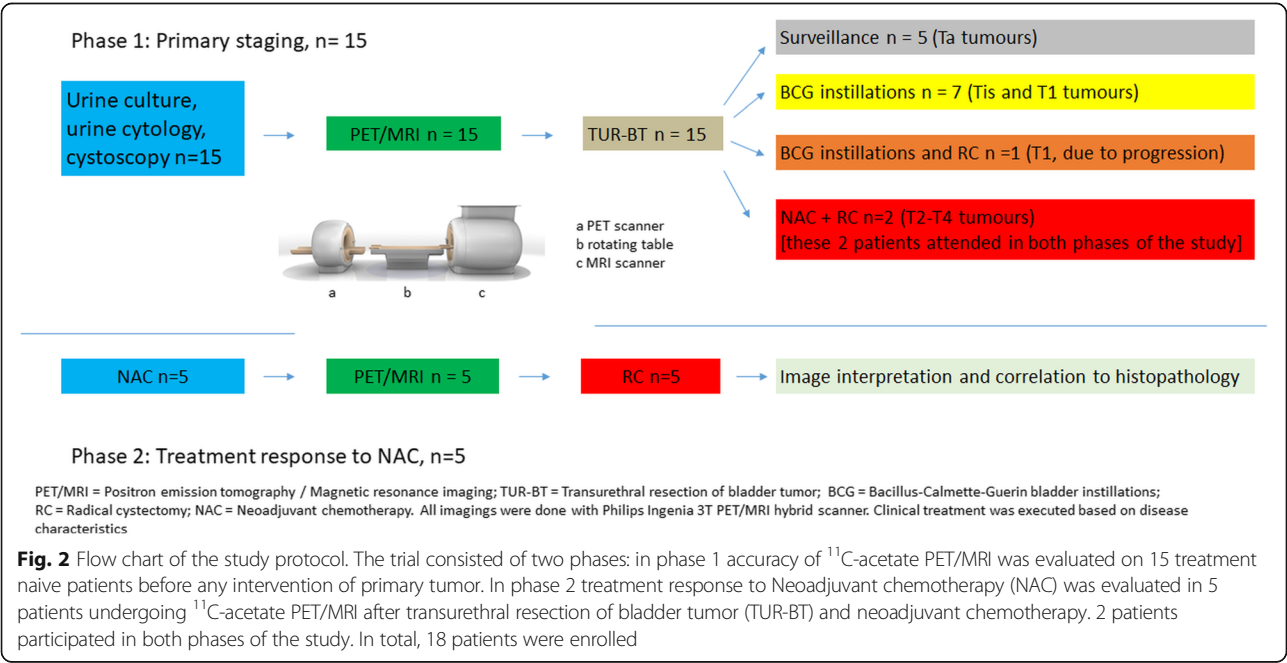 Phase 1: Primary staging, n= 15
Urine culture,
urine cytology,
cystoscopy n=15
PET/MRI n = 15
TUR-BT n = 15
Surveillance n = 5 (Ta tumours)
BCG instillations n = 7 (Tis and T1 tumours)
BCG instillations and RC n =1 (T1, due to progression)
NAC + RC n=2 (T2-T4 tumours)
[these 2 patients attended in both phases of the study]
a PET scanner
b rotating table
c MRI scanner
a
b
c
NAC n=5
PET/MRI n = 5
RC n=5
Image interpretation and correlation to histopathology
Phase 2: Treatment response to NAC, n=5
PET/MRI = Positron emission tomography / Magnetic resonance imaging; TUR-BT = Transurethral resection of bladder tumor; BCG = Bacillus-Calmette-Guerin bladder instillations;
RC = Radical cystectomy; NAC = Neoadjuvant chemotherapy. All imagings were done with Philips Ingenia 3T PET/MRI hybrid scanner. Clinical treatment was executed based on disease
characteristics
Fig. 2 Flow chart of the study protocol. The trial consisted of two phases: in phase 1 accuracy of ¹¹C-acetate PET/MRI was evaluated on 15 treatment
naive patients before any intervention of primary tumor. In phase 2 treatment response to Neoadjuvant chemotherapy (NAC) was evaluated in 5
patients undergoing ¹¹C-acetate PET/MRI after transurethral resection of bladder tumor (TUR-BT) and neoadjuvant chemotherapy. 2 patients
participated in both phases of the study. In total, 18 patients were enrolled